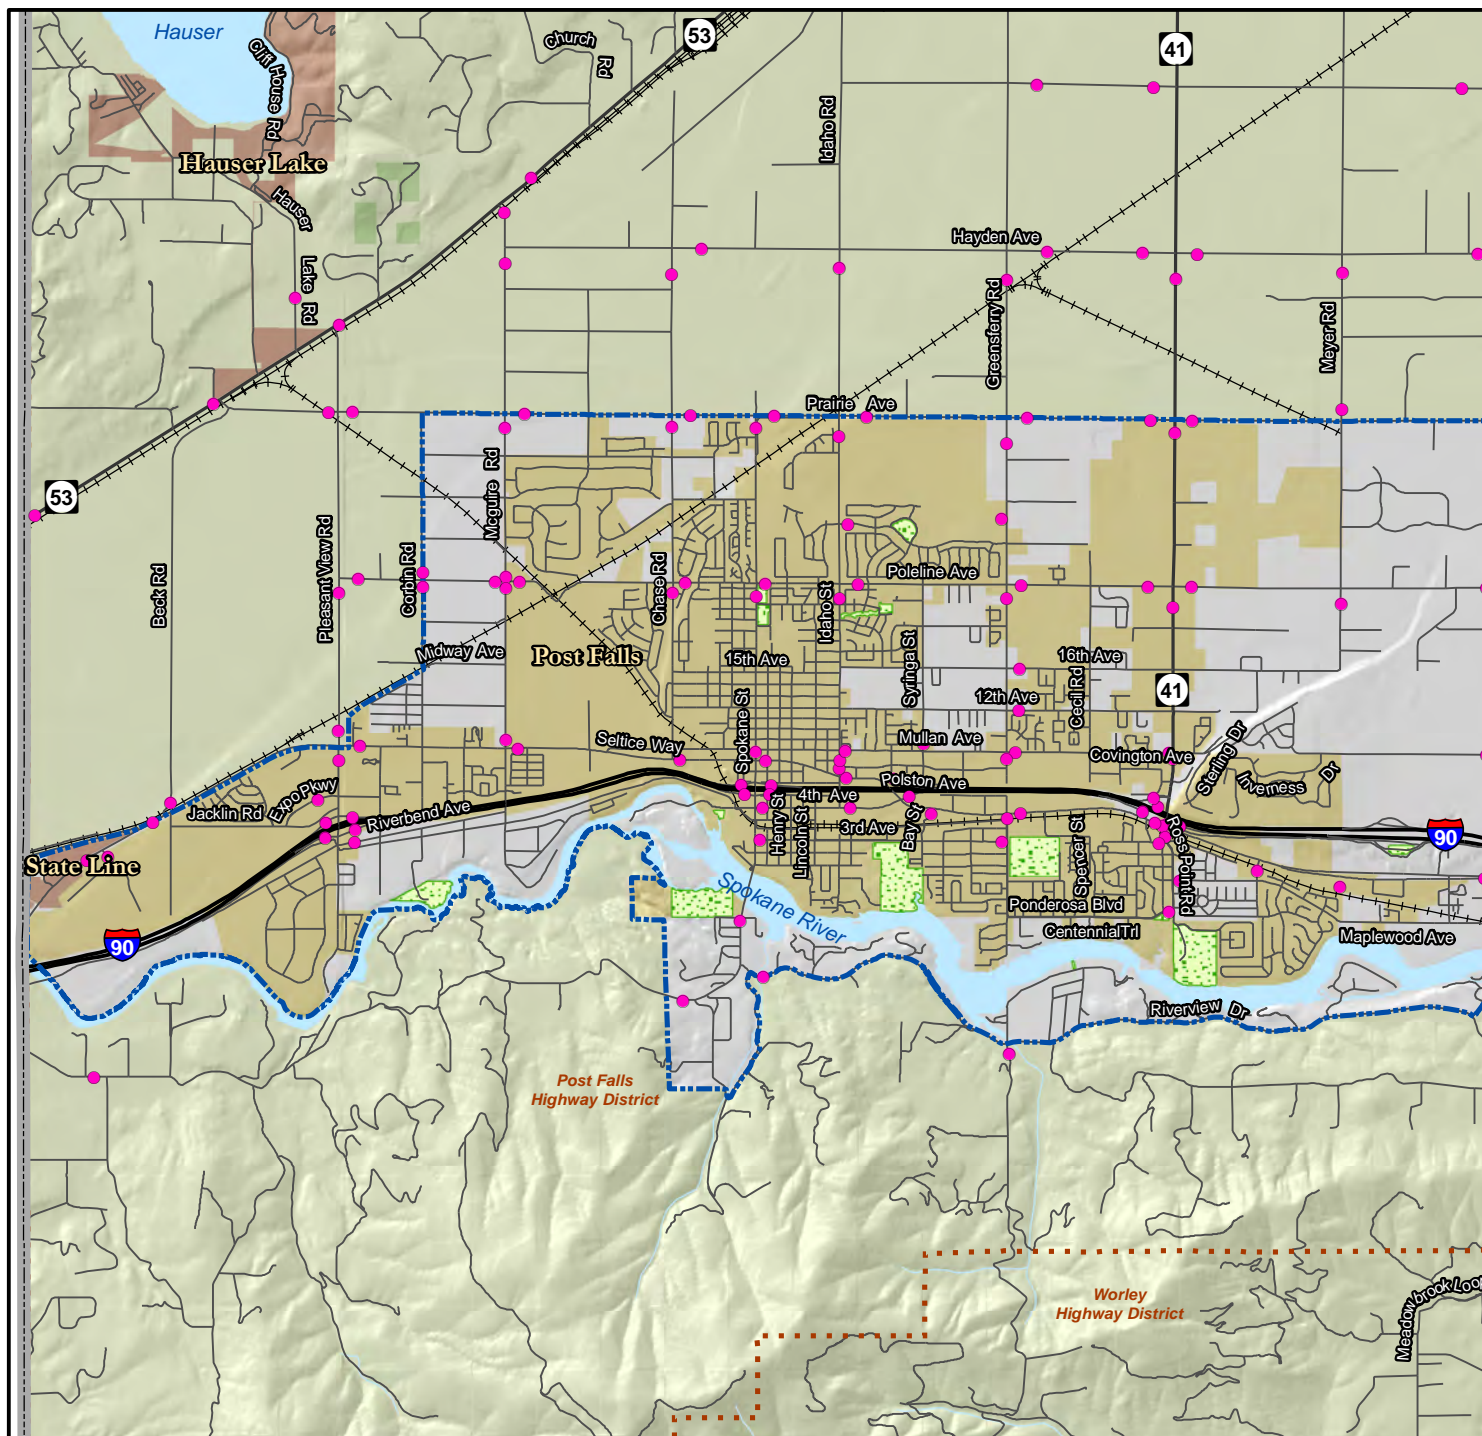 Hauser
Cliff House Rd
Church Rd
53
41
Idaho Rd
Hauser Lake
Hauser
Lake Rd
Hayden Ave
Greensferry Rd
Meyer Rd
Prairie Ave
53
Mcguire Rd
Beck Rd
Pleasant View Rd
Corbin Rd
Chase Rd
Poleline Ave
Idaho St
Midway Ave
Post Falls
15th Ave
Syringa St
16th Ave
12th Ave
Cecil Rd
41
Spokane St
Seltice Way
Mullan Ave
Covington Ave
Sterling Dr
Inverness Dr
Polston Ave
Expo Pkwy
Jacklin Rd
Riverbend Ave
4th Ave
3rd Ave
Henry St
Lincoln St
Bay St
Spencer St
Ross Point Rd
90
State Line
Spokane River
Ponderosa Blvd
CentennialTrl
Maplewood Ave
90
Riverview Dr
Post Falls
Highway District
Worley
Highway District
Meadowbrook Loop